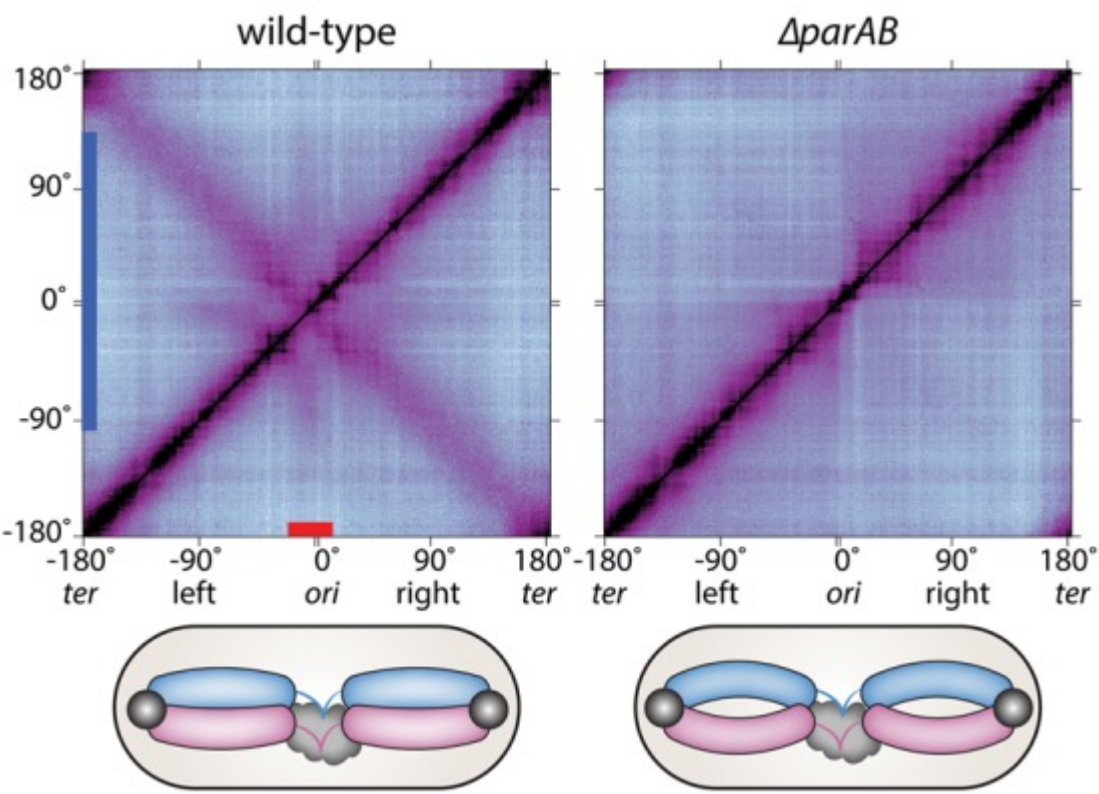 wild-type
ΔparAB
180°
90°
0°
-90°
-180°
-180° -90° 0° 90° 180°
ter left ori right ter
-180° -90° 0° 90° 180°
ter left ori right ter